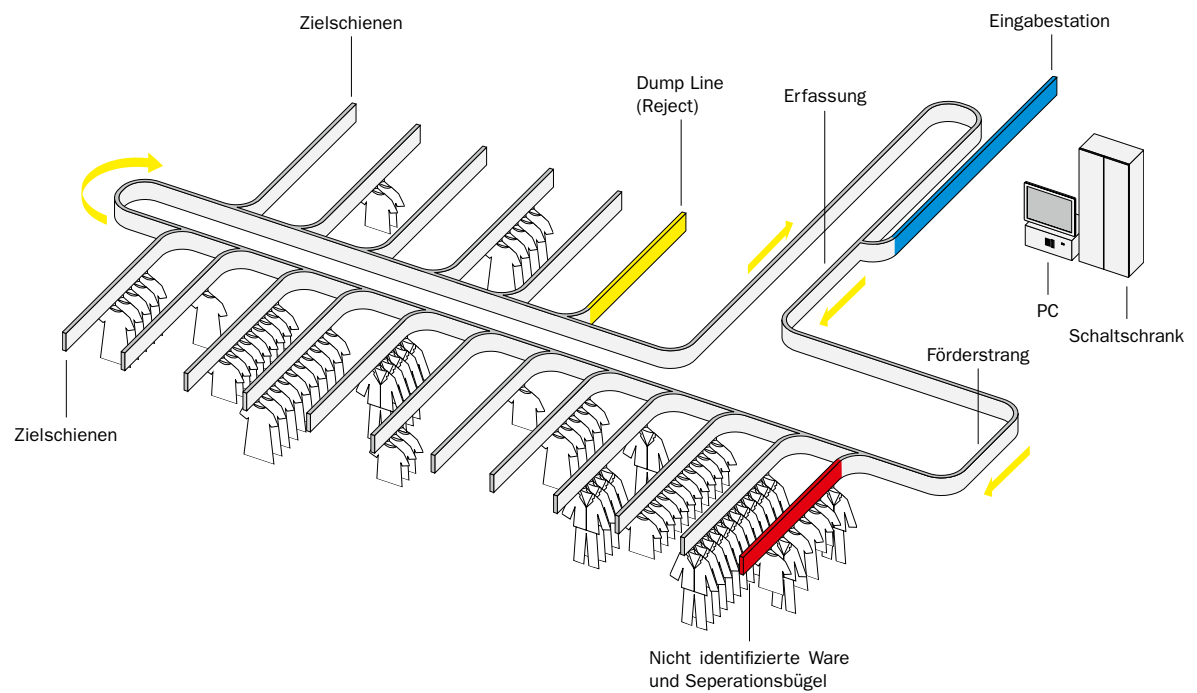 Zielschienen
Eingabestation
Dump Line
(Reject)
Erfassung
PC
Schaltschrank
Förderstrang
Zielschienen
Nicht identifizierte Ware
und Seperationsbügel